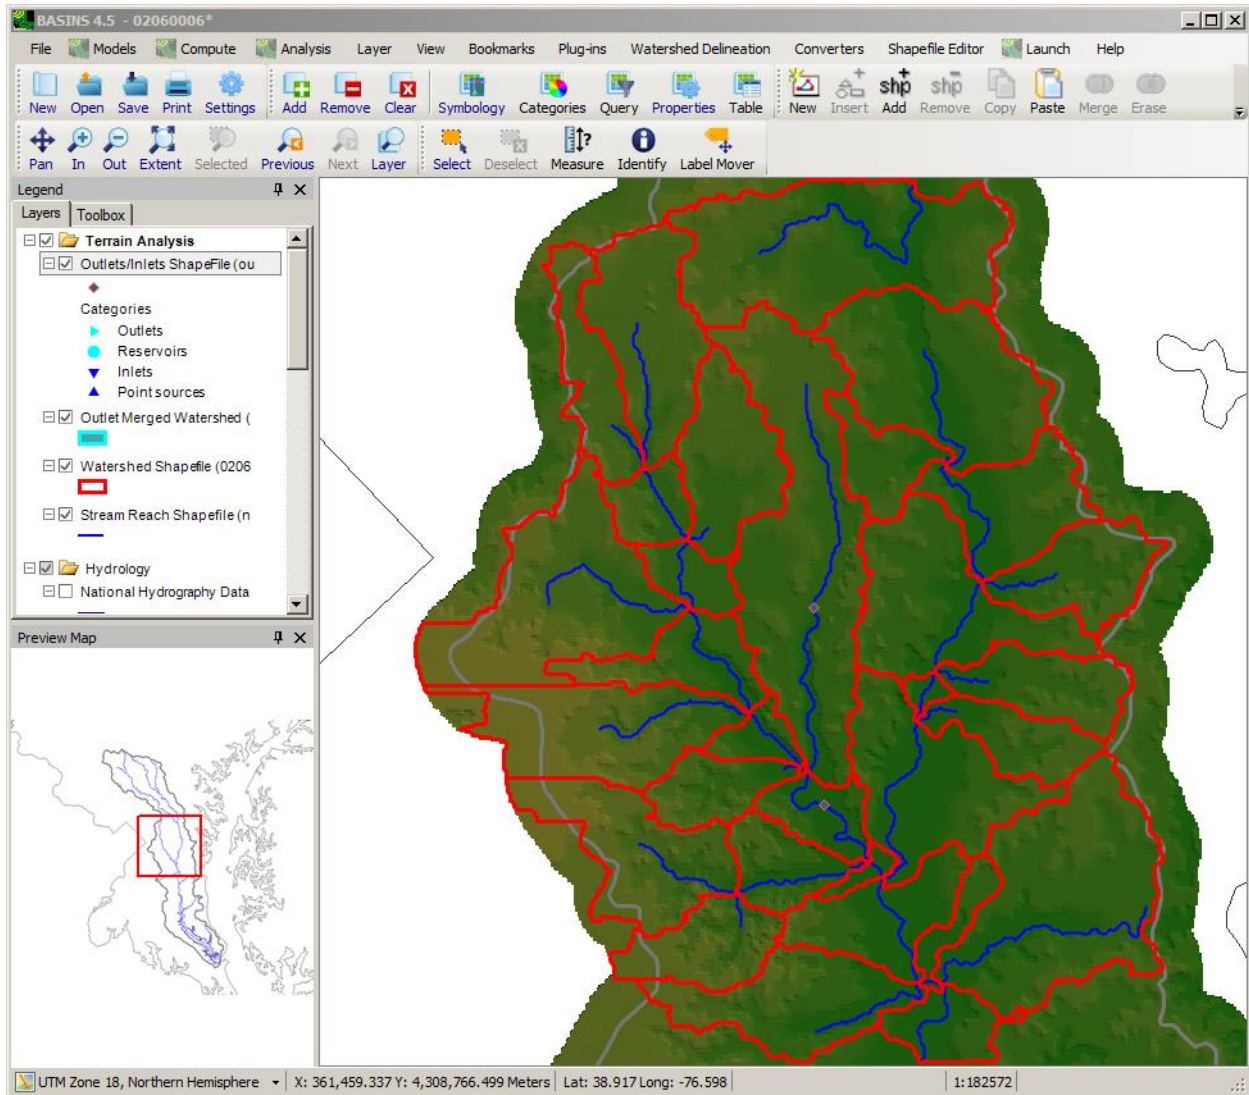 BASINS 4.5 - 02060006*
File Models Compute Analysis Layer View Bookmarks Plug-ins Watershed Delineation Converters Shapefile Editor Launch Help
New Open Save Print Settings Add Remove Clear Symbology Categories Query Properties Table New Insert Add Remove Copy Paste Merge Erase
Pan In Out Extent Selected Previous Next Layer Select Deselect Measure Identify Label Mover
Legend
Layers Toolbox
Terrain Analysis
Outlets/Inlets ShapeFile (ou
Categories
Outlets
Reservoirs
Inlets
Point sources
Outlet Merged Watershed (
Watershed Shapefile (0206
Stream Reach Shapefile (n
Hydrology
National Hydrography Data
Preview Map
UTM Zone 18, Northern Hemisphere X: 361,459.337 Y: 4,308,766.499 Meters Lat: 38.917 Long: -76.598 1:182572